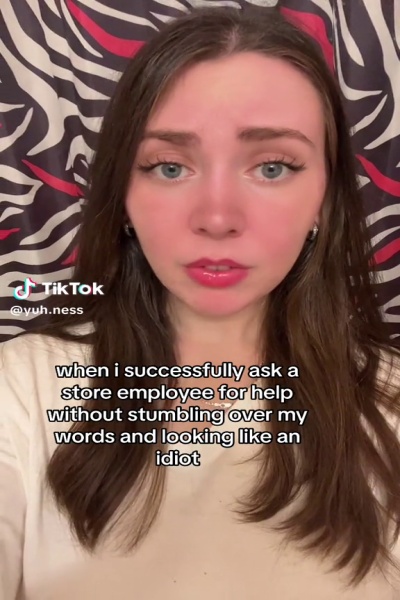 TikTok
@yuh.ness
when i successfully ask a
store employee for help
without stumbling over my
words and looking like an
idiot